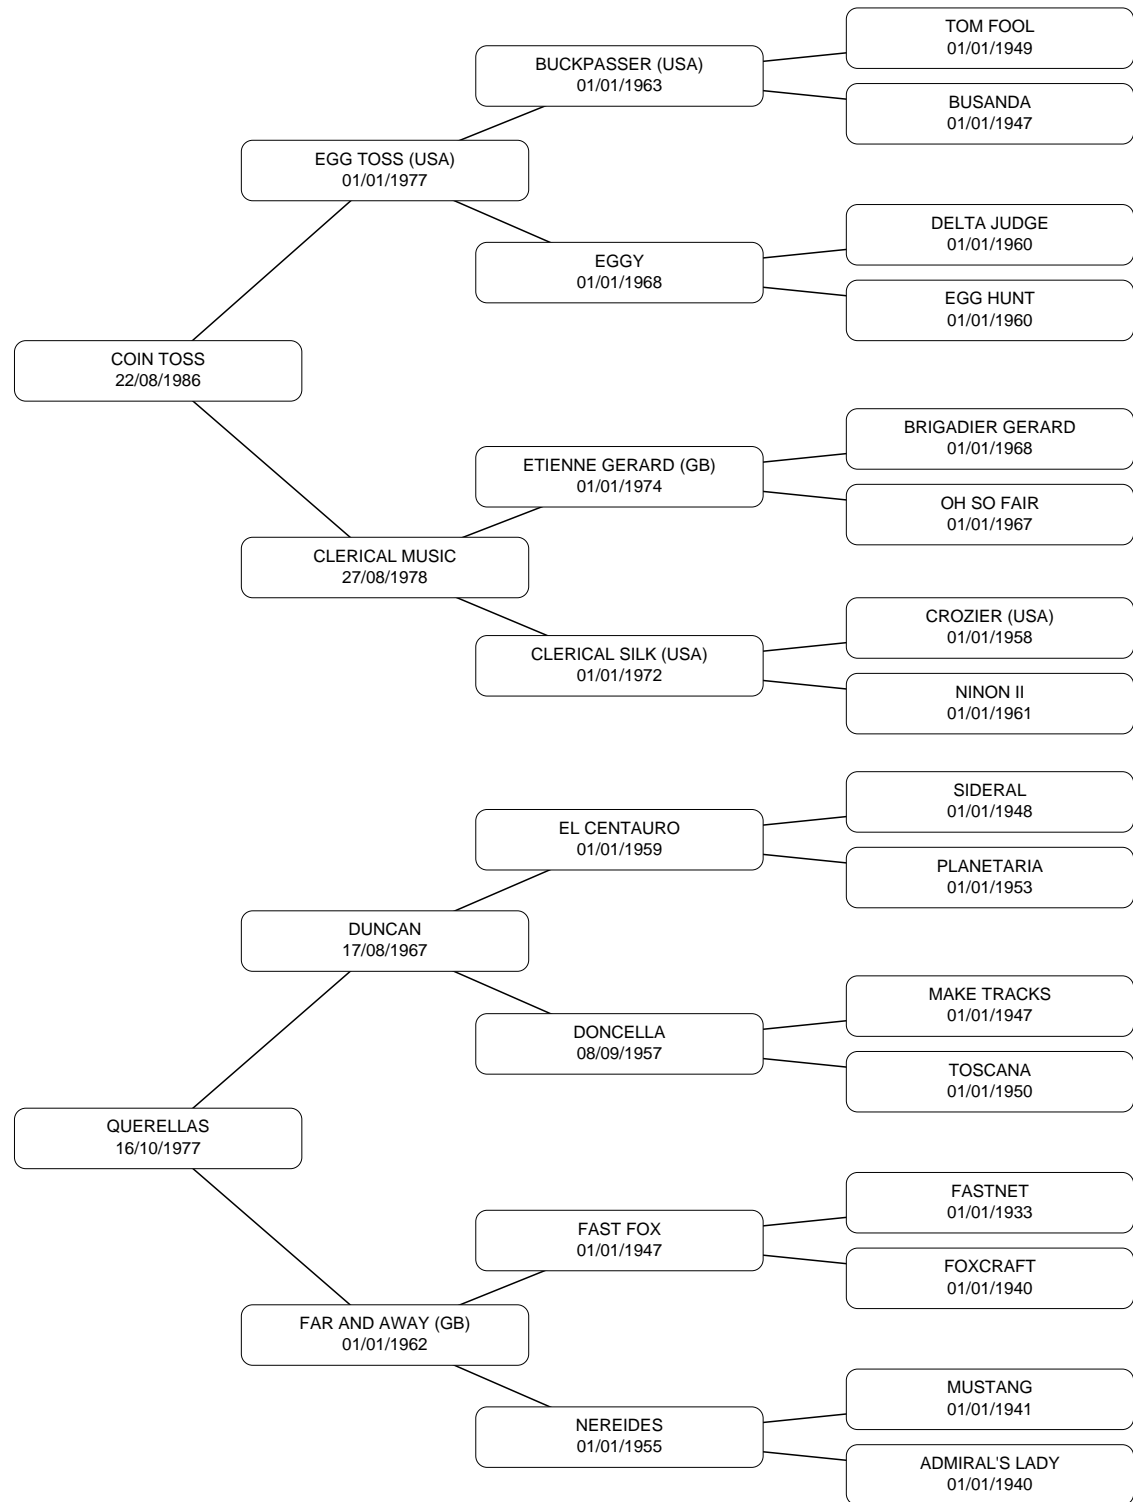 TOM FOOL
01/01/1949
BUCKPASSER (USA)
01/01/1963
BUSANDA
01/01/1947
EGG TOSS (USA)
01/01/1977
DELTA JUDGE
01/01/1960
EGGY
01/01/1968
EGG HUNT
01/01/1960
COIN TOSS
22/08/1986
BRIGADIER GERARD
01/01/1968
ETIENNE GERARD (GB)
01/01/1974
OH SO FAIR
01/01/1967
CLERICAL MUSIC
27/08/1978
CROZIER (USA)
01/01/1958
CLERICAL SILK (USA)
01/01/1972
NINON II
01/01/1961
SIDERAL
01/01/1948
EL CENTAURO
01/01/1959
PLANETARIA
01/01/1953
DUNCAN
17/08/1967
MAKE TRACKS
01/01/1947
DONCELLA
08/09/1957
TOSCANA
01/01/1950
QUERELLAS
16/10/1977
FASTNET
01/01/1933
FAST FOX
01/01/1947
FOXCRAFT
01/01/1940
FAR AND AWAY (GB)
01/01/1962
MUSTANG
01/01/1941
NEREIDES
01/01/1955
ADMIRAL'S LADY
01/01/1940